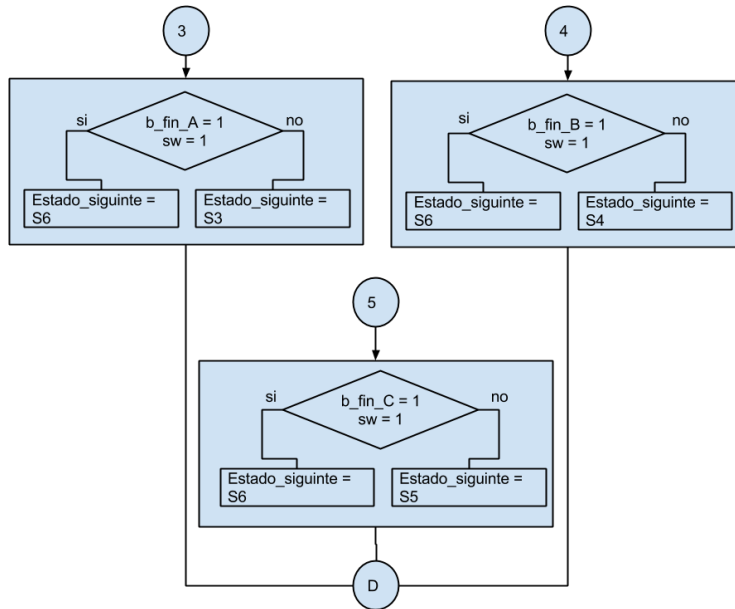 3
si
b_fin_A = 1
sw = 1
no
Estado_siguinte =
S6
Estado_siguinte =
S3
4
si
b_fin_B = 1
sw = 1
no
Estado_siguinte =
S6
Estado_siguinte =
S4
5
si
b_fin_C = 1
sw = 1
no
Estado_siguinte =
S6
Estado_siguinte =
S5
D